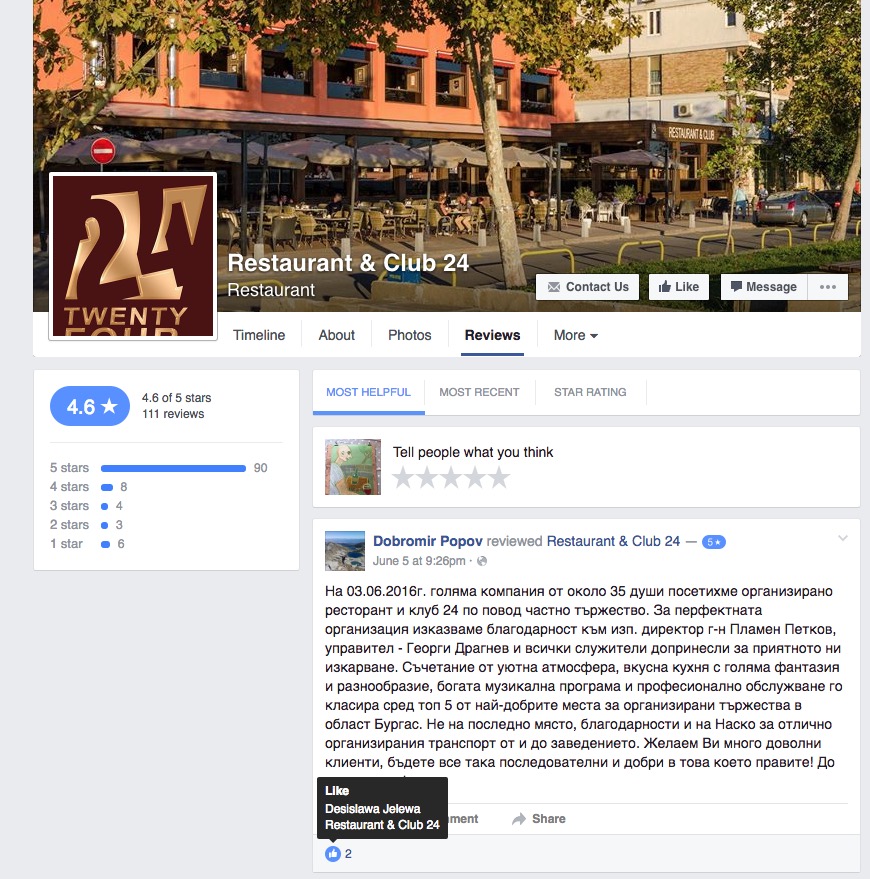 RESTAURANT & CLUB
24
TWENTY
FOUR
Restaurant & Club 24
Restaurant
Contact Us
Like
Message
Timeline
About
Photos
Reviews
More
4.6 ★
4.6 of 5 stars
111 reviews
5 stars 90
4 stars 8
3 stars 4
2 stars 3
1 star 6
MOST HELPFUL
MOST RECENT
STAR RATING
Tell people what you think
Dobromir Popov reviewed Restaurant & Club 24 — 5★
June 5 at 9:26pm ·
На 03.06.2016г. голяма компания от около 35 души посетихме организирано
ресторант и клуб 24 по повод частно тържество. За перфектната
организация изказваме благодарност към изп. директор г-н Пламен Петков,
управител - Георги Драгнев и всички служители допринесли за приятното ни
изкарване. Съчетание от уютна атмосфера, вкусна кухня с голяма фантазия
и разнообразие, богата музикална програма и професионално обслужване го
класира сред топ 5 от най-добрите места за организирани тържества в
област Бургас. Не на последно място, благодарности и на Наско за отлично
организирания транспорт от и до заведението. Желаем Ви много доволни
клиенти, бъдете все така последователни и добри в това което правите! До
Like
Desislawa Jelewa
Restaurant & Club 24
mment
Share
2